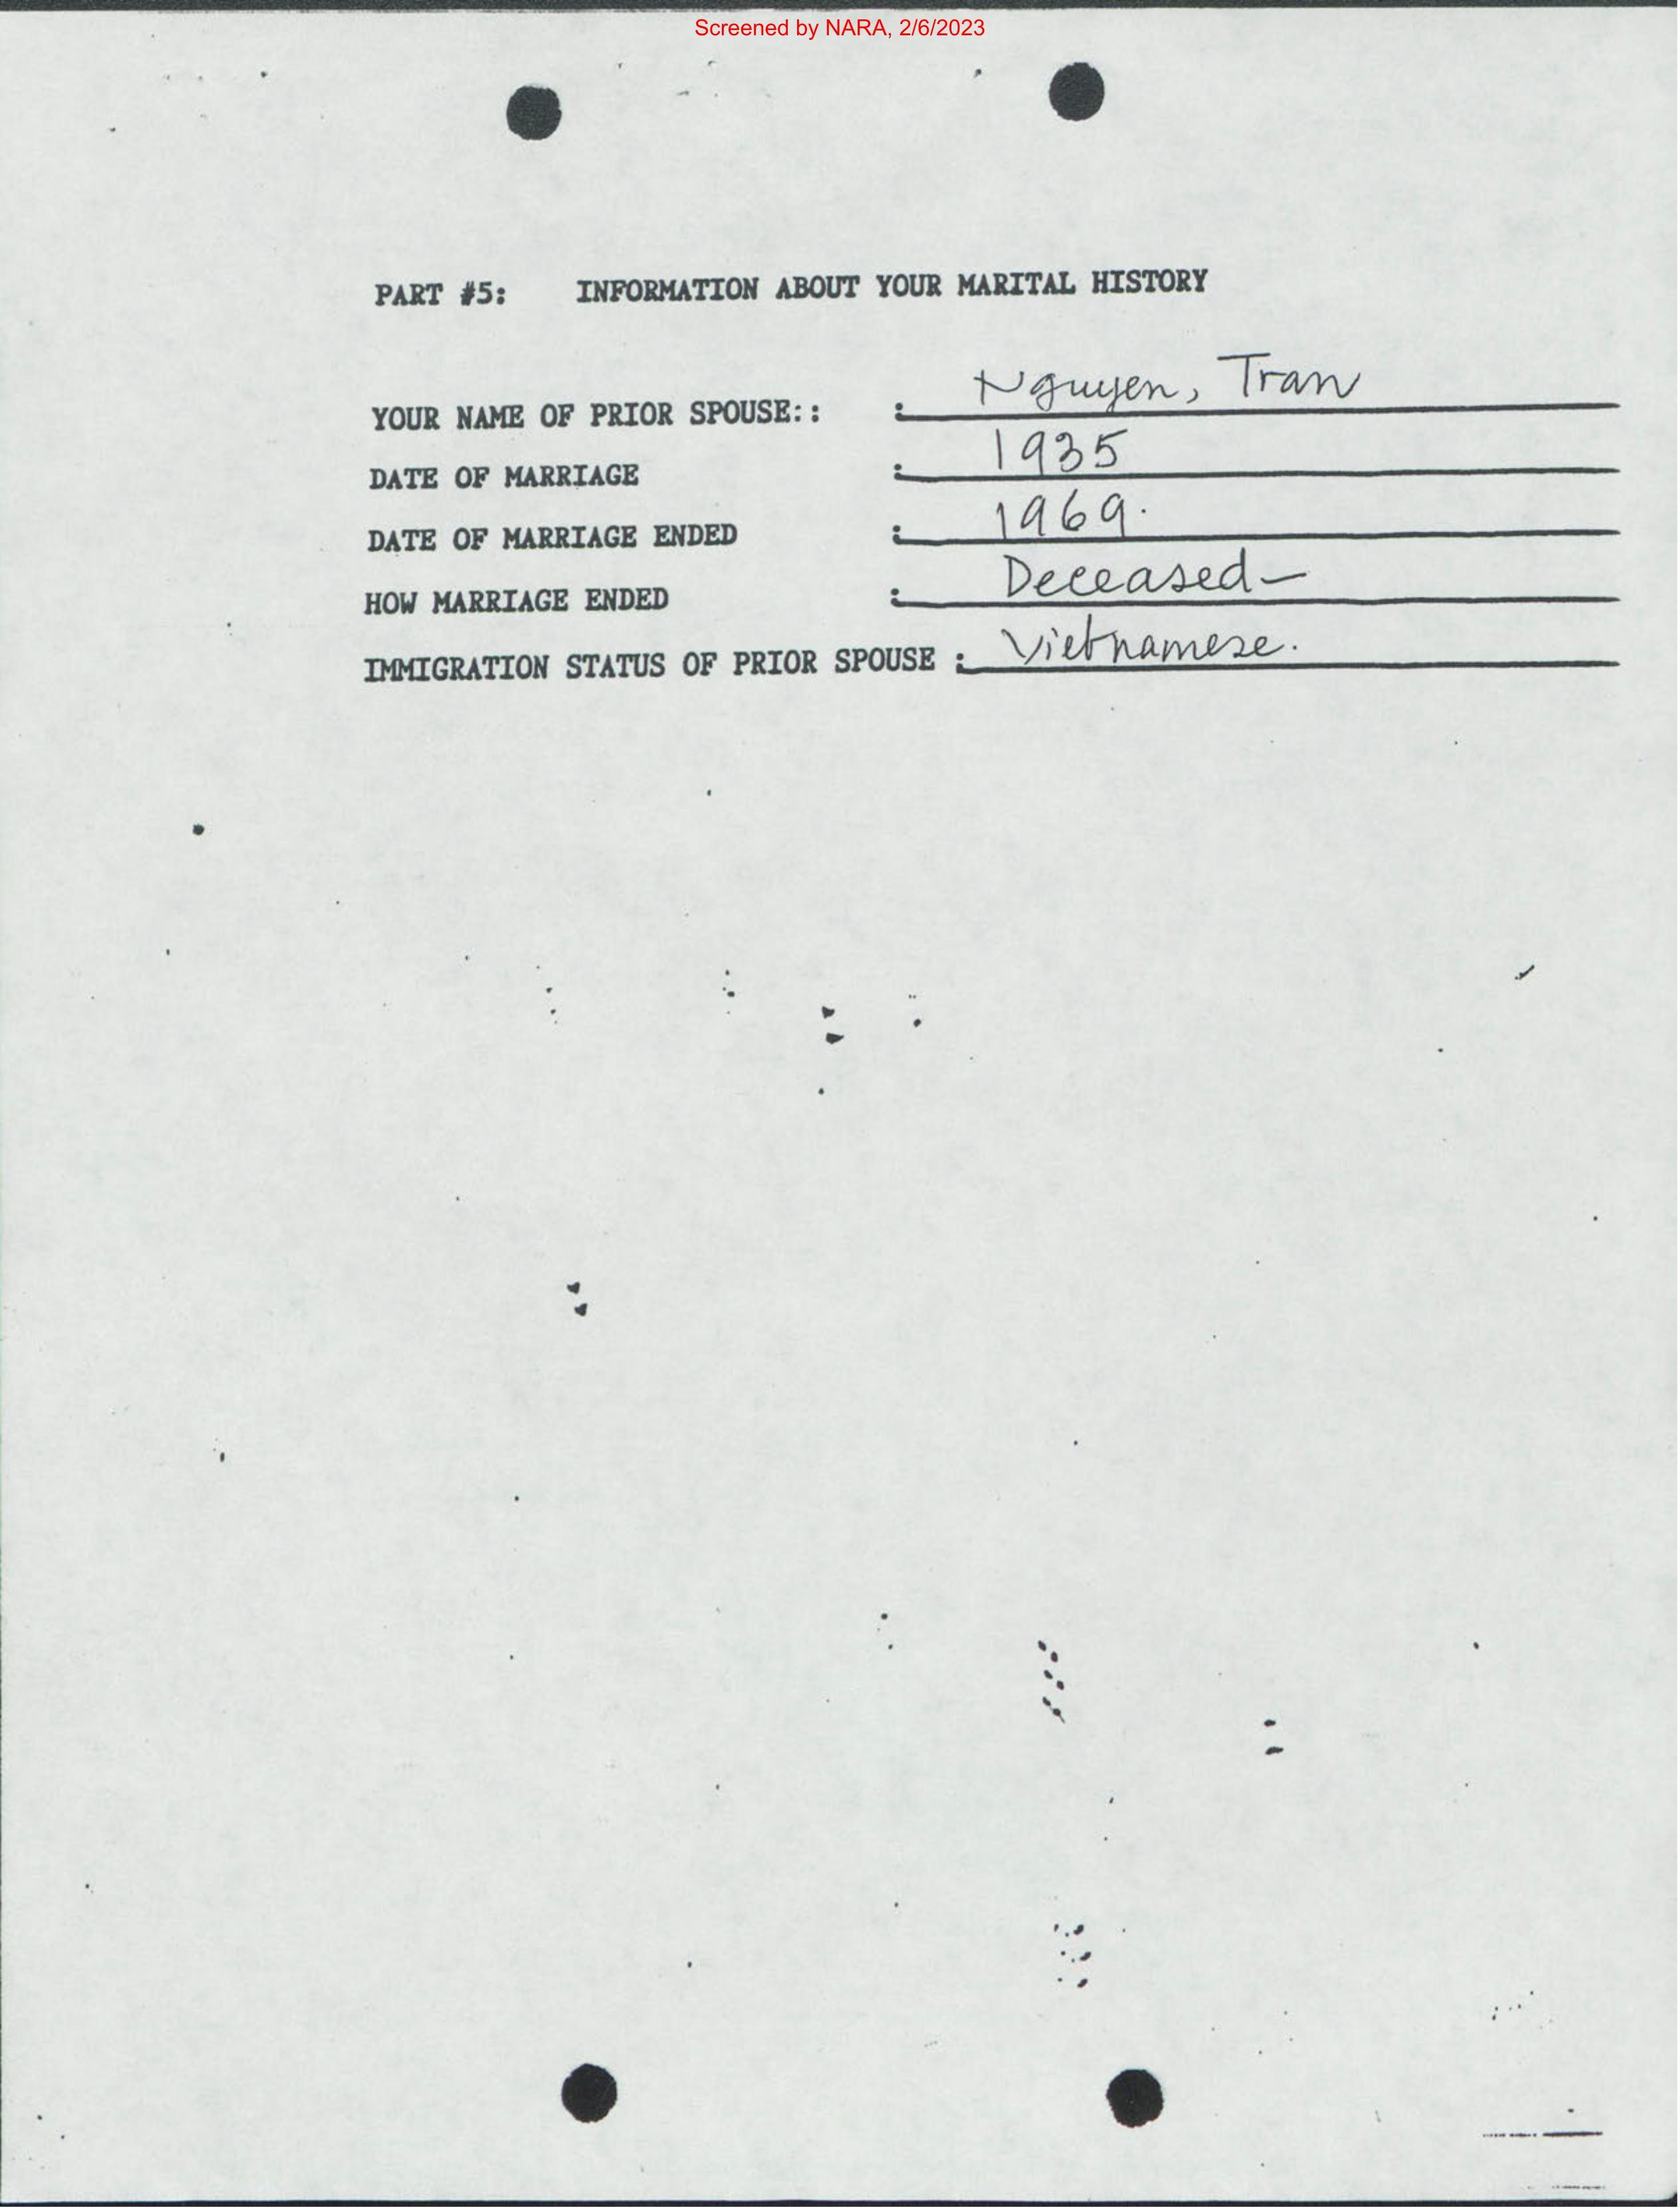 Screened by NARA, 2/6/2023
PART #5: INFORMATION ABOUT YOUR MARITAL HISTORY
YOUR NAME OF PRIOR SPOUSE:: : Nguyen, Tran
DATE OF MARRIAGE : 1935
DATE OF MARRIAGE ENDED : 1969.
HOW MARRIAGE ENDED : Deceased-
IMMIGRATION STATUS OF PRIOR SPOUSE : Vietnamese.